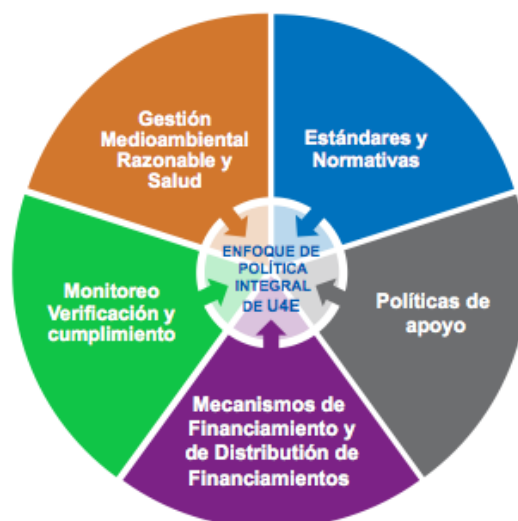 Gestión
Medioambiental
Razonable y
Salud
Estándares y
Normativas
ENFOQUE DE
POLÍTICA
INTEGRAL
DE U4E
Monitoreo
Verificación y
cumplimiento
Políticas de
apoyo
Mecanismos de
Financiamiento y
de Distributión de
Financiamientos